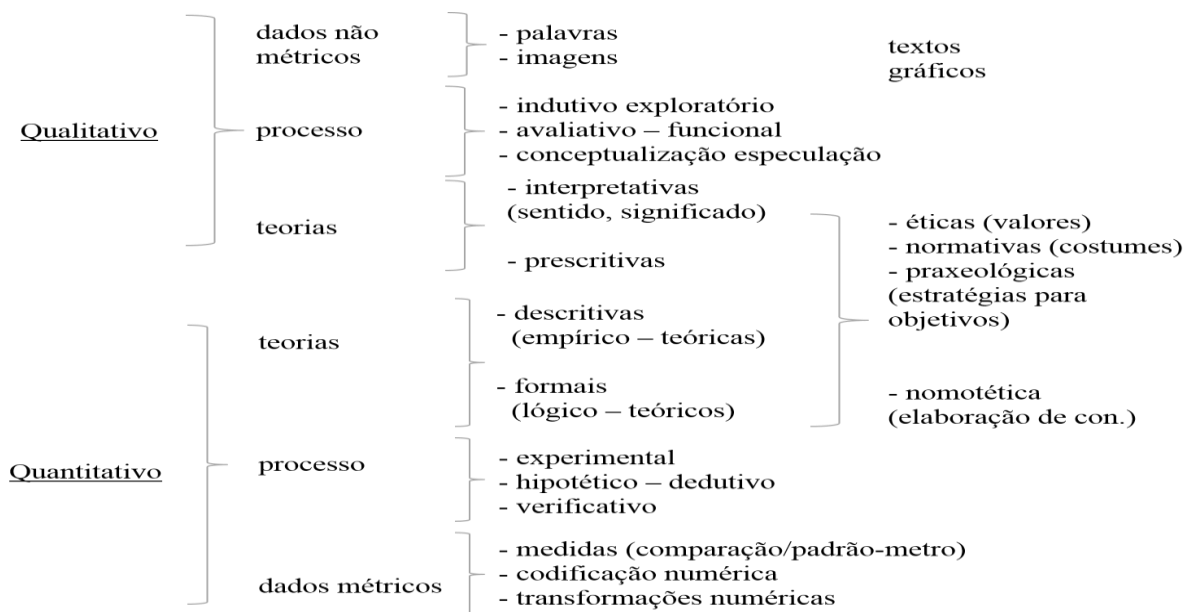 dados não
métricos
- palavras
- imagens
textos
gráficos
Qualitativo
processo
- indutivo exploratório
- avaliativo – funcional
- conceptualização especulação
teorias
- interpretativas
(sentido, significado)
- prescritivas
- éticas (valores)
- normativas (costumes)
- praxeológicas
(estratégias para
objetivos)
- nomotética
(elaboração de con.)
Quantitativo
teorias
- descritivas
(empírico – teóricas)
- formais
(lógico – teóricos)
processo
- experimental
- hipotético – dedutivo
- verificativo
dados métricos
- medidas (comparação/padrão-metro)
- codificação numérica
- transformações numéricas